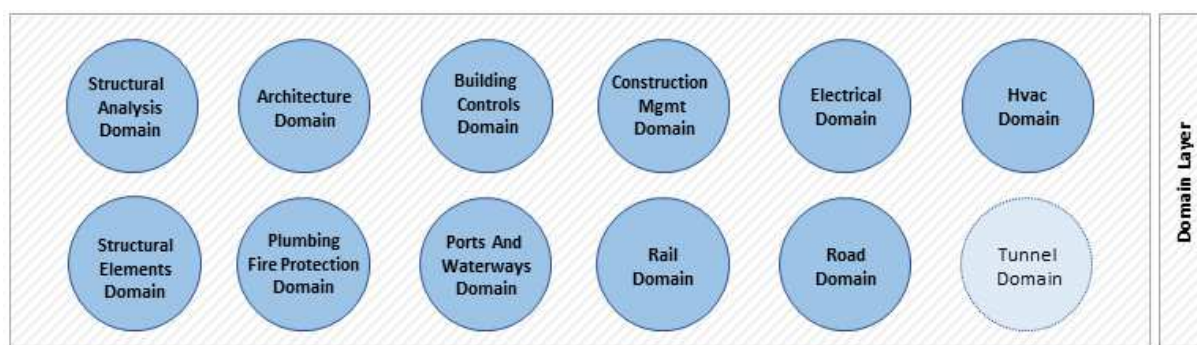 Structural
Analysis
Domain
Architecture
Domain
Building
Controls
Domain
Construction
Mgmt
Domain
Electrical
Domain
Hvac
Domain
Structural
Elements
Domain
Plumbing
Fire Protection
Domain
Ports And
Waterways
Domain
Rail
Domain
Road
Domain
Tunnel
Domain
Domain Layer